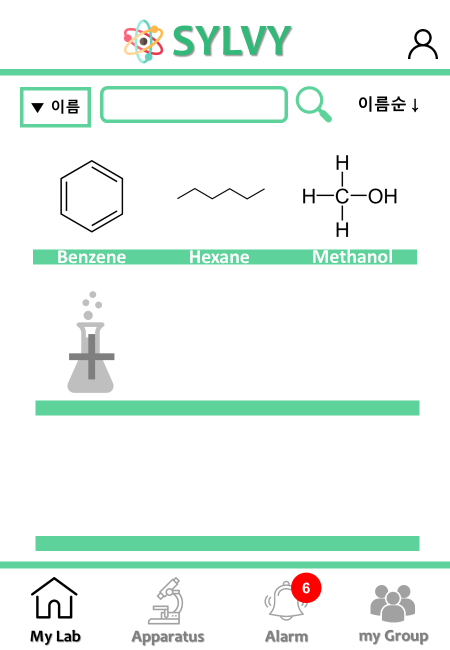 SYLVY
▼ 이름
이름순↓
H
H C OH
H
Benzene Hexane Methanol
6
My Lab Apparatus Alarm my Group